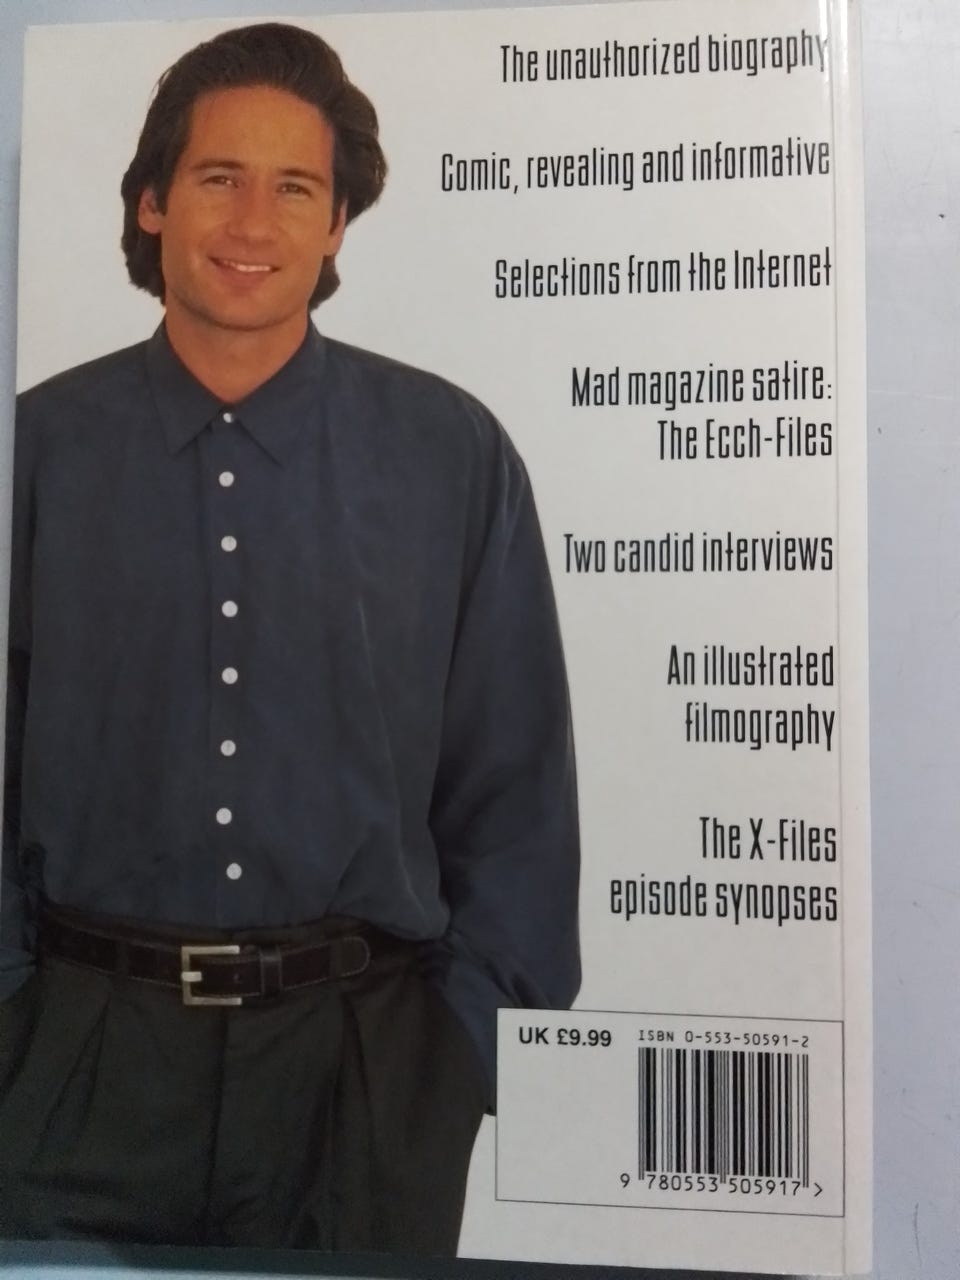 The unauthorized biography
Comic, revealing and informative
Selections from the Internet
Mad magazine satire:
The Ecch-Files
Two candid interviews
An illustrated
filmography
The X-Files
episode synopses
UK £9.99
ISBN 0-553-50591-2
9 780553 505917 >